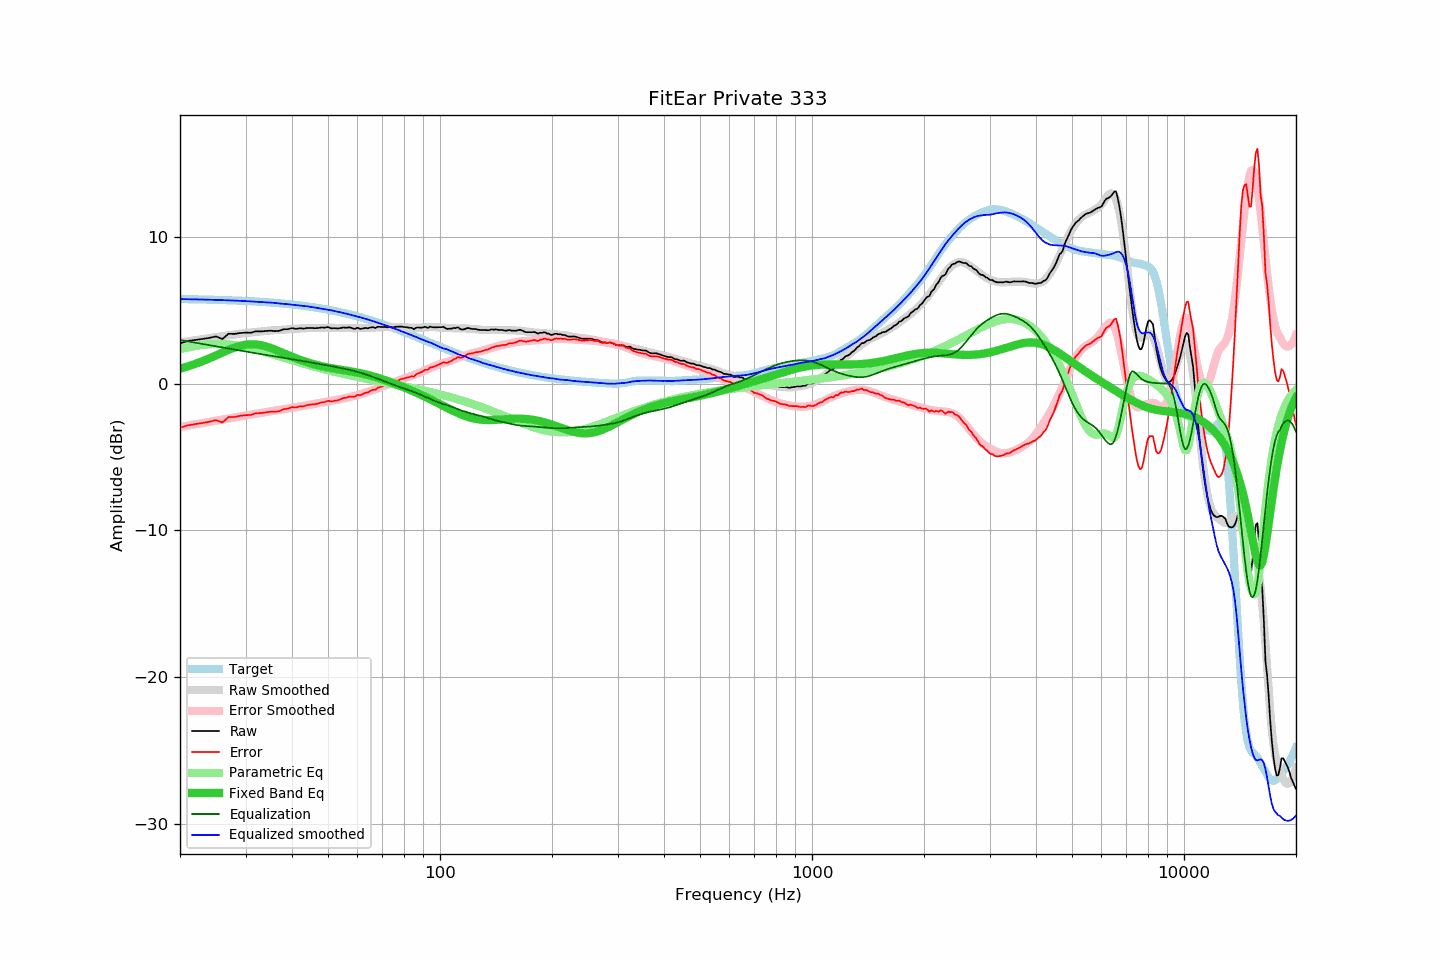 FitEar Private 333
Amplitude (dBr)
10
0
−10
−20
−30
Target
Raw Smoothed
Error Smoothed
Raw
Error
Parametric Eq
Fixed Band Eq
Equalization
Equalized smoothed
100
1000
10000
Frequency (Hz)